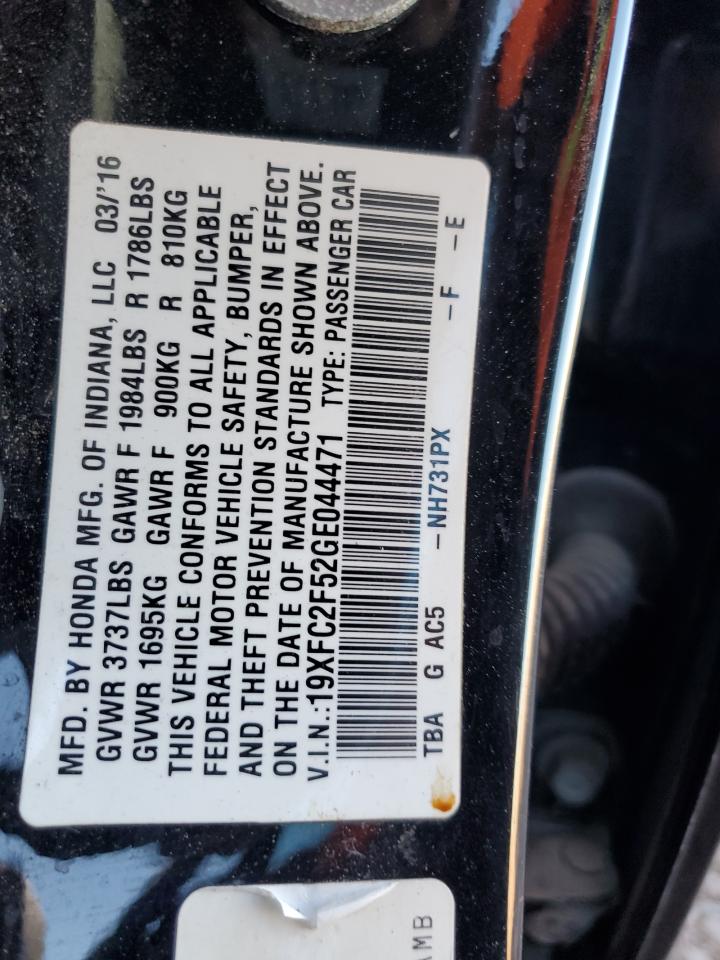 MFD. BY HONDA MFG. OF INDIANA, LLC 03/'16
GVWR 3737LBS GAWR F 1984LBS R 1786LBS
GVWR 1695KG GAWR F 900KG R 810KG
THIS VEHICLE CONFORMS TO ALL APPLICABLE
FEDERAL MOTOR VEHICLE SAFETY, BUMPER,
AND THEFT PREVENTION STANDARDS IN EFFECT
ON THE DATE OF MANUFACTURE SHOWN ABOVE.
V.I.N.:19XFC2F52GE044471 TYPE: PASSENGER CAR
TBA G AC5 -NH731PX -F -E
AMB